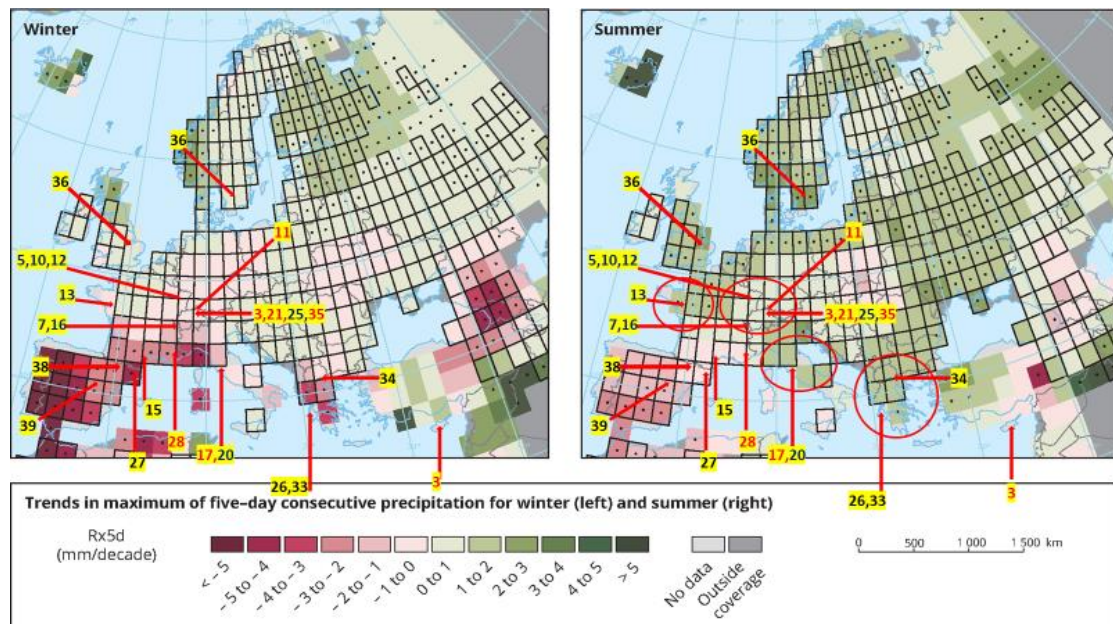 Winter
36
36
11
5,10,12
13
3,21,25,35
7,16
38
34
15
39
28
27
17,20
26,33
3
Summer
36
36
11
5,10,12
13
3,21,25,35
7,16
38
34
15
39
28
27
17,20
26,33
3
Trends in maximum of five–day consecutive precipitation for winter (left) and summer (right)
Rx5d
(mm/decade)
< – 5
– 5 to – 4
– 4 to – 3
– 3 to – 2
– 2 to – 1
– 1 to 0
0 to 1
1 to 2
2 to 3
3 to 4
4 to 5
> 5
No data
Outside
coverage
0 500 1 000 1 500 km